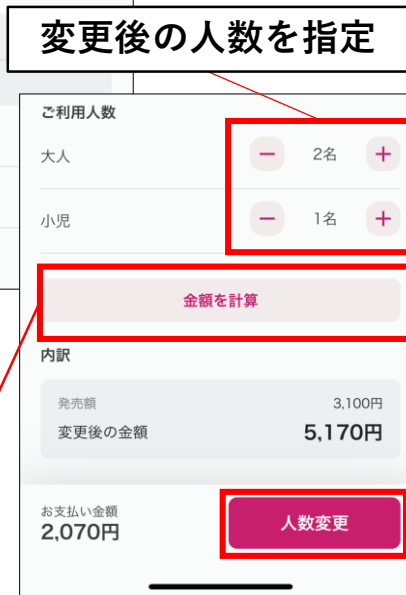 変更後の人数を指定
ご利用人数
大人 − 2名 +
小児 − 1名 +
金額を計算
内訳
発売額 3,100円
変更後の金額 5,170円
お支払い金額
2,070円
人数変更